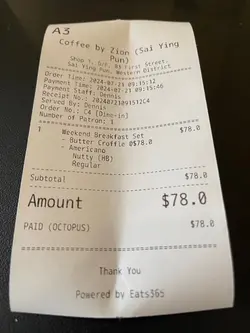 A3
Coffee by Zion (Sai Ying
Pun)
Shop 1, G/F, 85 First Street,
Sai Ying Pun, Western District
Order Time: 2024-07-21 09:15:12
Payment Time: 2024-07-21 09:15:46
Payment Staff: Dennis
Receipt No.: 20240721091512C4
Served By: Dennis
Order No.: C4 [Dine-in]
Number of Patron: 1
1 Weekend Breakfast Set $78.0
- Butter Cruffle @$78.0
- Americano
Nutty (HB)
Regular
Subtotal $78.0
Amount $78.0
PAID (OCTOPUS) $78.0
Thank You
Powered by Eats365